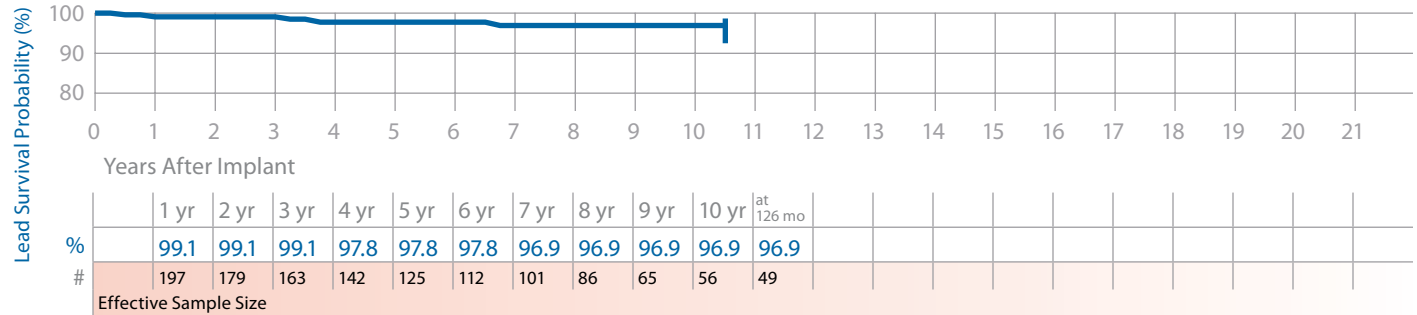 Lead Survival Probability (%)
100
90
80
0 1 2 3 4 5 6 7 8 9 10 11 12 13 14 15 16 17 18 19 20 21
Years After Implant
1 yr 2 yr 3 yr 4 yr 5 yr 6 yr 7 yr 8 yr 9 yr 10 yr at 126 mo
% 99.1 99.1 99.1 97.8 97.8 97.8 96.9 96.9 96.9 96.9 96.9
# 197 179 163 142 125 112 101 86 65 56 49
Effective Sample Size